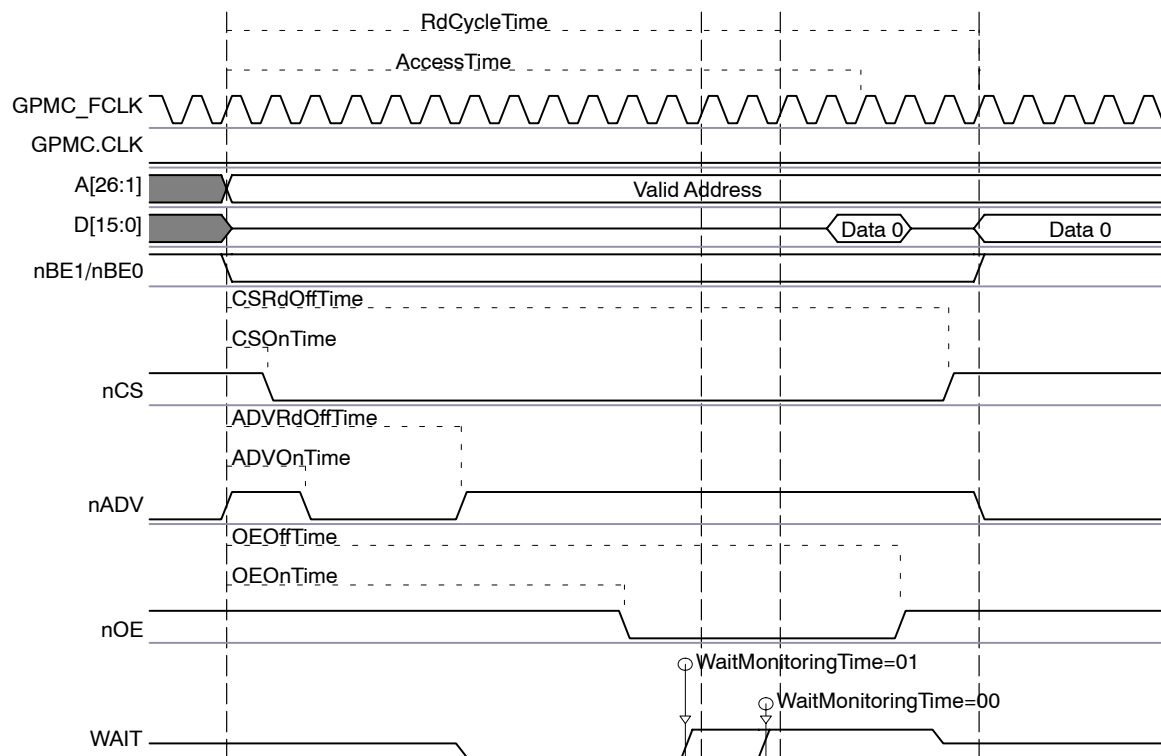 RdCycleTime
AccessTime
GPMC_FCLK
GPMC.CLK
A[26:1]
Valid Address
D[15:0]
Data 0
Data 0
nBE1/nBE0
CSRdOffTime
CSOnTime
nCS
ADVRdOffTime
ADVOnTime
nADV
OEOffTime
OEOnTime
nOE
WaitMonitoringTime=01
WaitMonitoringTime=00
WAIT